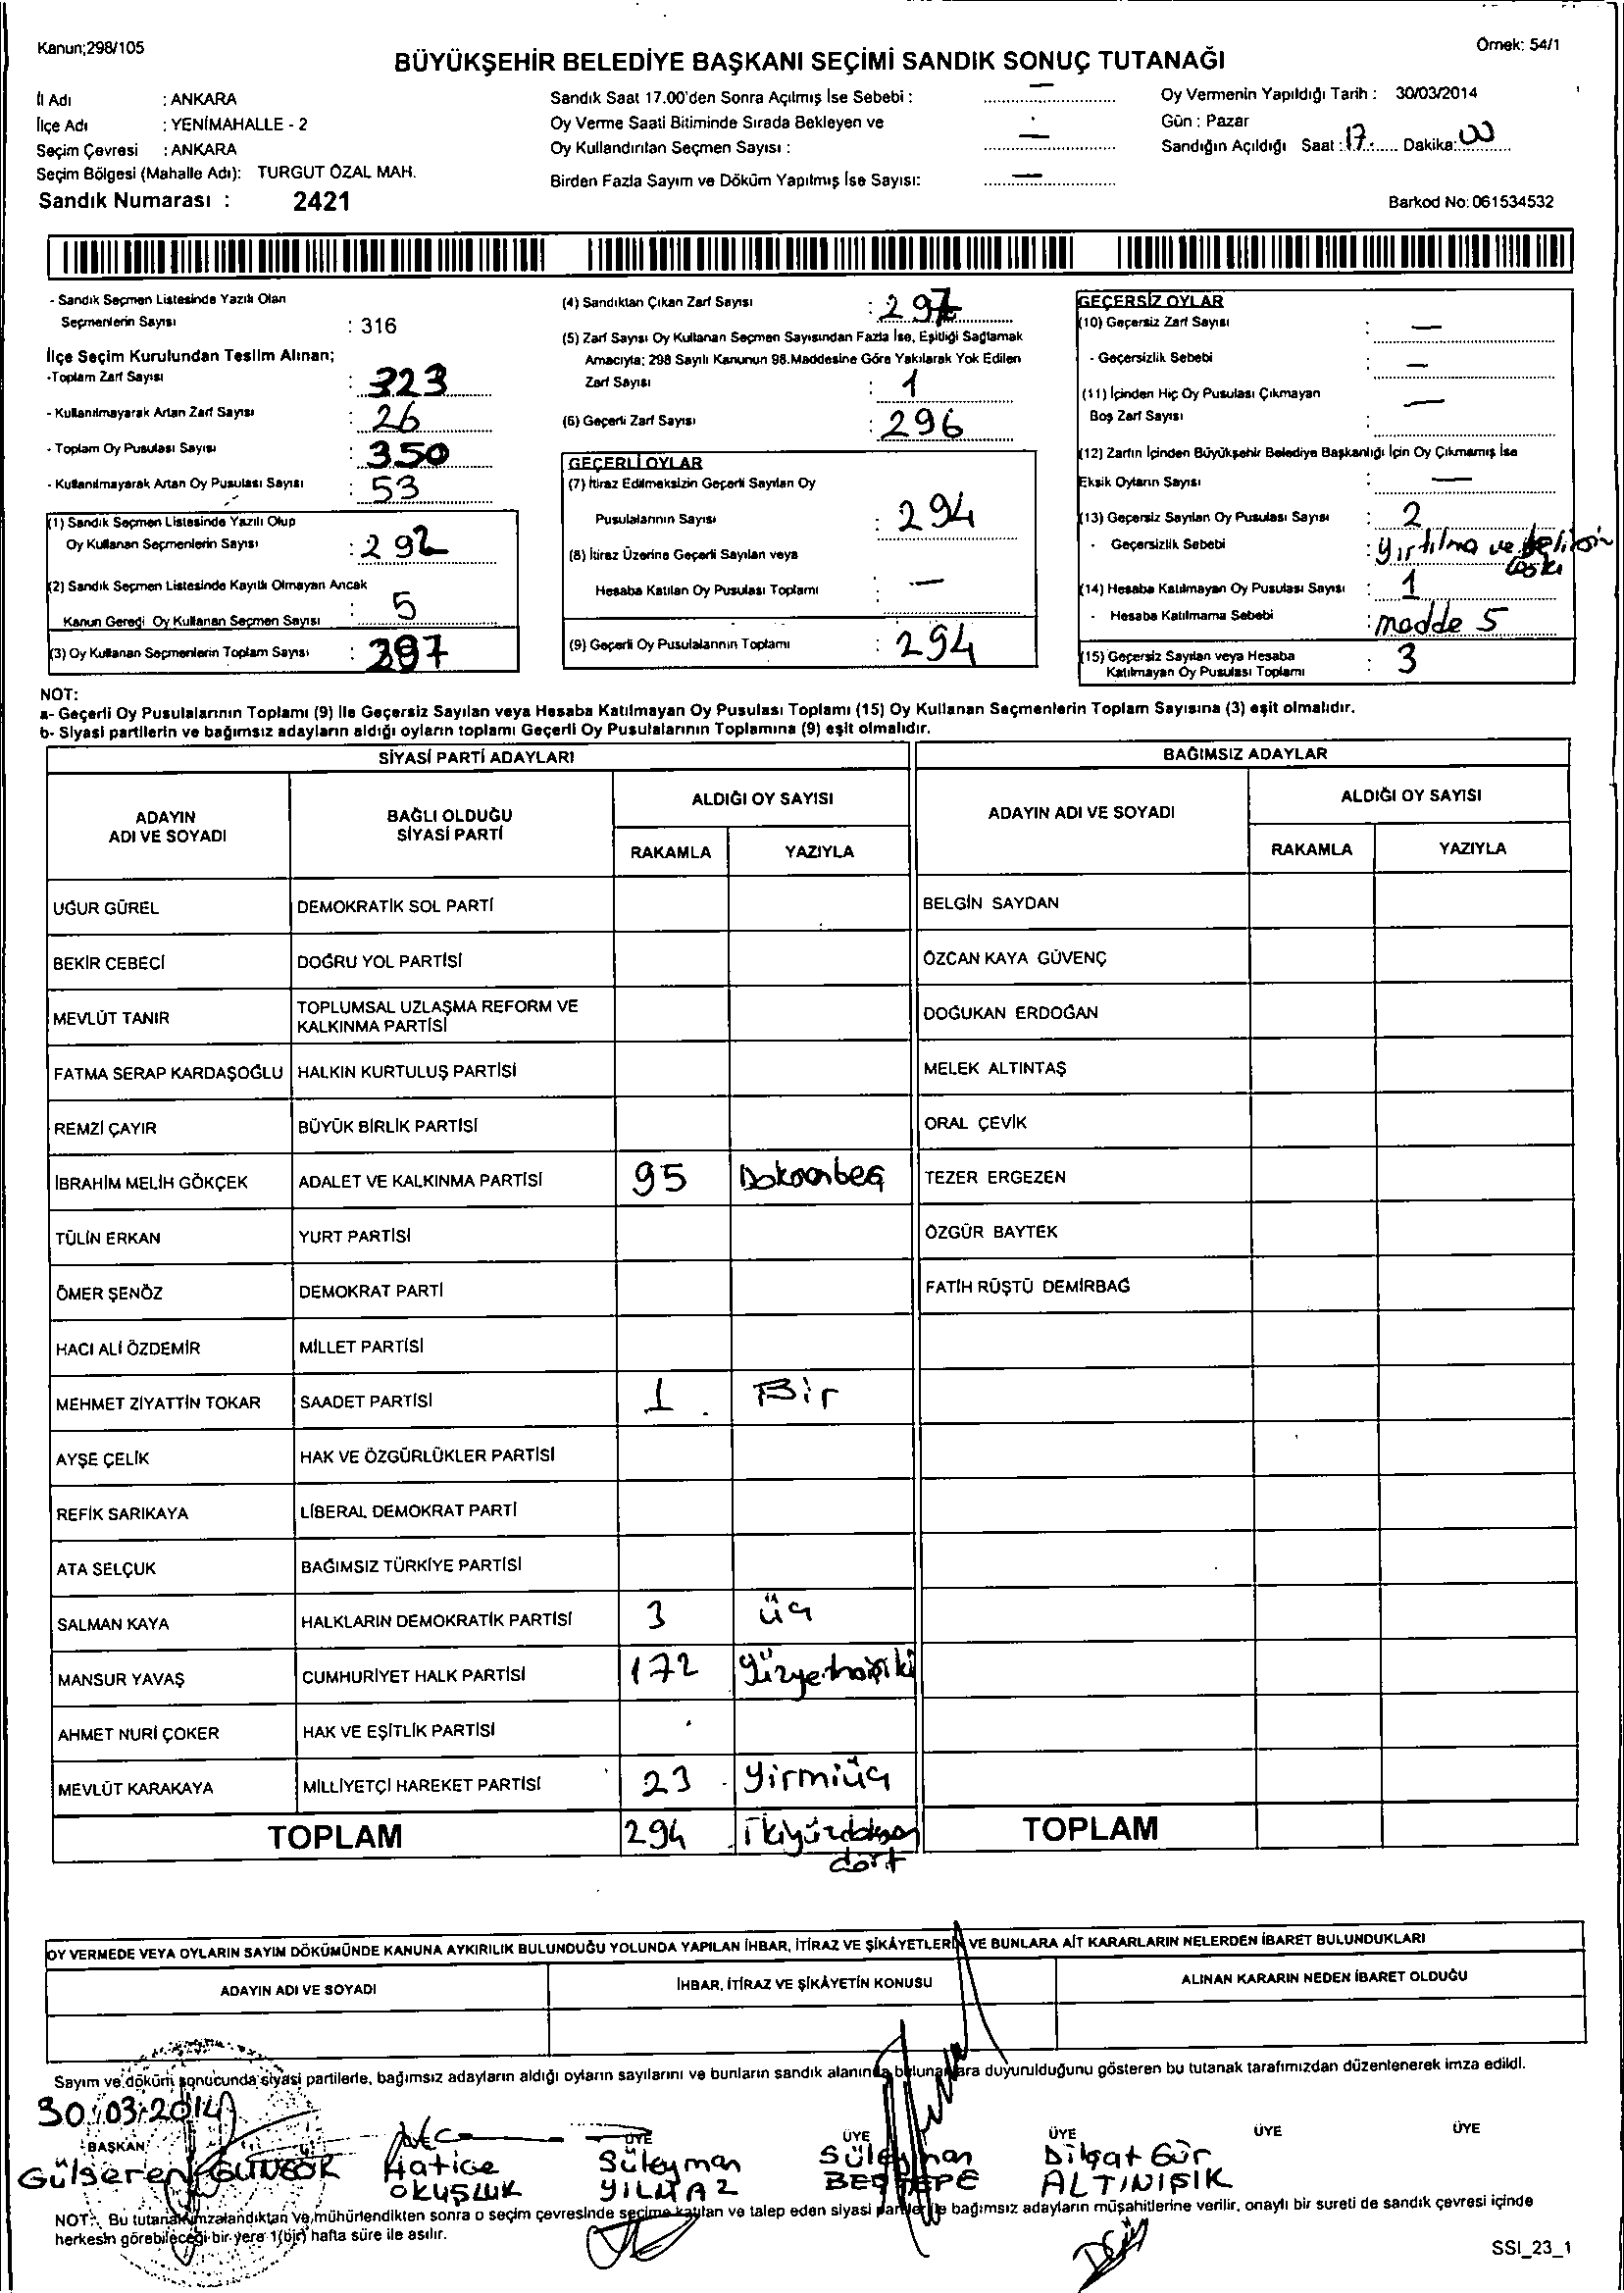 Kanun;298/105
Örnek: 54/1
BÜYÜKŞEHİR BELEDİYE BAŞKANI SEÇİMİ SANDIK SONUÇ TUTANAĞI
İl Adı : ANKARA
İlçe Adı : YENİMAHALLE - 2
Seçim Çevresi : ANKARA
Seçim Bölgesi (Mahalle Adı): TURGUT ÖZAL MAH.
Sandık Numarası : 2421
Sandık Saat 17.00'den Sonra Açılmış İse Sebebi : —
Oy Verme Saati Bitiminde Sırada Bekleyen ve
Oy Kullandırılan Seçmen Sayısı : —
Birden Fazla Sayım ve Döküm Yapılmış İse Sayısı: —
Oy Vermenin Yapıldığı Tarih : 30/03/2014
Gün : Pazar
Sandığın Açıldığı Saat : 17 Dakika: 00
Barkod No: 061534532
- Sandık Seçmen Listesinde Yazılı Olan
Seçmenlerin Sayısı : 316
İlçe Seçim Kurulundan Teslim Alınan;
-Toplam Zarf Sayısı : 323
- Kullanılmayarak Artan Zarf Sayısı : 26
- Toplam Oy Pusulası Sayısı : 350
- Kullanılmayarak Artan Oy Pusulası Sayısı : 53
(1) Sandık Seçmen Listesinde Yazılı Olup
Oy Kullanan Seçmenlerin Sayısı : 292
(2) Sandık Seçmen Listesinde Kayıtlı Olmayan Ancak
Kanun Gereği Oy Kullanan Seçmen Sayısı : 5
(3) Oy Kullanan Seçmenlerin Toplam Sayısı : 297
(4) Sandıktan Çıkan Zarf Sayısı : 297
(5) Zarf Sayısı Oy Kullanan Seçmen Sayısından Fazla İse, Eşitliği Sağlamak
Amacıyla; 298 Sayılı Kanunun 98.Maddesine Göre Yakılarak Yok Edilen
Zarf Sayısı : 1
(6) Geçerli Zarf Sayısı : 296
GEÇERLİ OYLAR
(7) İtiraz Edilmeksizin Geçerli Sayılan Oy
Pusulalarının Sayısı : 294
(8) İtiraz Üzerine Geçerli Sayılan veya
Hesaba Katılan Oy Pusulası Toplamı : —
(9) Geçerli Oy Pusulalarının Toplamı : 294
GEÇERSİZ OYLAR
(10) Geçersiz Zarf Sayısı : —
- Geçersizlik Sebebi : —
(11) İçinden Hiç Oy Pusulası Çıkmayan
Boş Zarf Sayısı : —
(12) Zarfın İçinden Büyükşehir Belediye Başkanlığı İçin Oy Çıkmamış İse
Eksik Oyların Sayısı : —
(13) Geçersiz Sayılan Oy Pusulası Sayısı : 2
- Geçersizlik Sebebi : yırtılma ve
(14) Hesaba Katılmayan Oy Pusulası Sayısı : 1
- Hesaba Katılmama Sebebi : madde 5
(15) Geçersiz Sayılan veya Hesaba
Katılmayan Oy Pusulası Toplamı : 3
NOT:
a- Geçerli Oy Pusulalarının Toplamı (9) ile Geçersiz Sayılan veya Hesaba Katılmayan Oy Pusulası Toplamı (15) Oy Kullanan Seçmenlerin Toplam Sayısına (3) eşit olmalıdır.
b- Siyasi partilerin ve bağımsız adayların aldığı oyların toplamı Geçerli Oy Pusulalarının Toplamına (9) eşit olmalıdır.
SİYASİ PARTİ ADAYLARI
ADAYIN ADI VE SOYADI
BAĞLI OLDUĞU SİYASİ PARTİ
ALDIĞI OY SAYISI
RAKAMLA YAZIYLA
UĞUR GÜREL DEMOKRATİK SOL PARTİ
BEKİR CEBECİ DOĞRU YOL PARTİSİ
MEVLÜT TANIR TOPLUMSAL UZLAŞMA REFORM VE
KALKINMA PARTİSİ
FATMA SERAP KARDAŞOĞLU HALKIN KURTULUŞ PARTİSİ
REMZİ ÇAYIR BÜYÜK BİRLİK PARTİSİ
İBRAHİM MELİH GÖKÇEK ADALET VE KALKINMA PARTİSİ 95 Doksanbeş
TÜLİN ERKAN YURT PARTİSİ
ÖMER ŞENÖZ DEMOKRAT PARTİ
HACI ALİ ÖZDEMİR MİLLET PARTİSİ
MEHMET ZİYATTİN TOKAR SAADET PARTİSİ 1 Bir
AYŞE ÇELİK HAK VE ÖZGÜRLÜKLER PARTİSİ
REFİK SARIKAYA LİBERAL DEMOKRAT PARTİ
ATA SELÇUK BAĞIMSIZ TÜRKİYE PARTİSİ
SALMAN KAYA HALKLARIN DEMOKRATİK PARTİSİ 3 üç
MANSUR YAVAŞ CUMHURİYET HALK PARTİSİ 172 yüzyetmişiki
AHMET NURİ ÇOKER HAK VE EŞİTLİK PARTİSİ
MEVLÜT KARAKAYA MİLLİYETÇİ HAREKET PARTİSİ 23 yirmiüç
TOPLAM 294 ikiyüzdoksan
dört
BAĞIMSIZ ADAYLAR
ADAYIN ADI VE SOYADI
ALDIĞI OY SAYISI
RAKAMLA YAZIYLA
BELGİN SAYDAN
ÖZCAN KAYA GÜVENÇ
DOĞUKAN ERDOĞAN
MELEK ALTINTAŞ
ORAL ÇEVİK
TEZER ERGEZEN
ÖZGÜR BAYTEK
FATİH RÜŞTÜ DEMİRBAĞ
TOPLAM
OY VERMEDE VEYA OYLARIN SAYIM DÖKÜMÜNDE KANUNA AYKIRILIK BULUNDUĞU YOLUNDA YAPILAN İHBAR, İTİRAZ VE ŞİKÂYETLERİN VE BUNLARA AİT KARARLARIN NELERDEN İBARET BULUNDUKLARI
ADAYIN ADI VE SOYADI
İHBAR, İTİRAZ VE ŞİKÂYETİN KONUSU
ALINAN KARARIN NEDEN İBARET OLDUĞU
Sayım ve döküm sonucunda siyasi partilerle, bağımsız adayların aldığı oyların sayılarını ve bunların sandık alanında bulunanlara duyurulduğunu gösteren bu tutanak tarafımızdan düzenlenerek imza edildi.
30/03/2014
BAŞKAN ÜYE ÜYE ÜYE ÜYE ÜYE
Gülseren GÜNGÖR
Hatice OKUŞLUK
Süleyman YILMAZ
Süleyman BEŞTEPE
Dilşat Gür ALTINIŞIK
NOT: Bu tutanak imzalandıktan ve mühürlendikten sonra o seçim çevresinde seçime katılan ve talep eden siyasi partiler ile bağımsız adayların müşahitlerine verilir, onaylı bir sureti de sandık çevresi içinde
herkesin görebileceği bir yere 1(bir) hafta süre ile asılır.
SSI_23_1